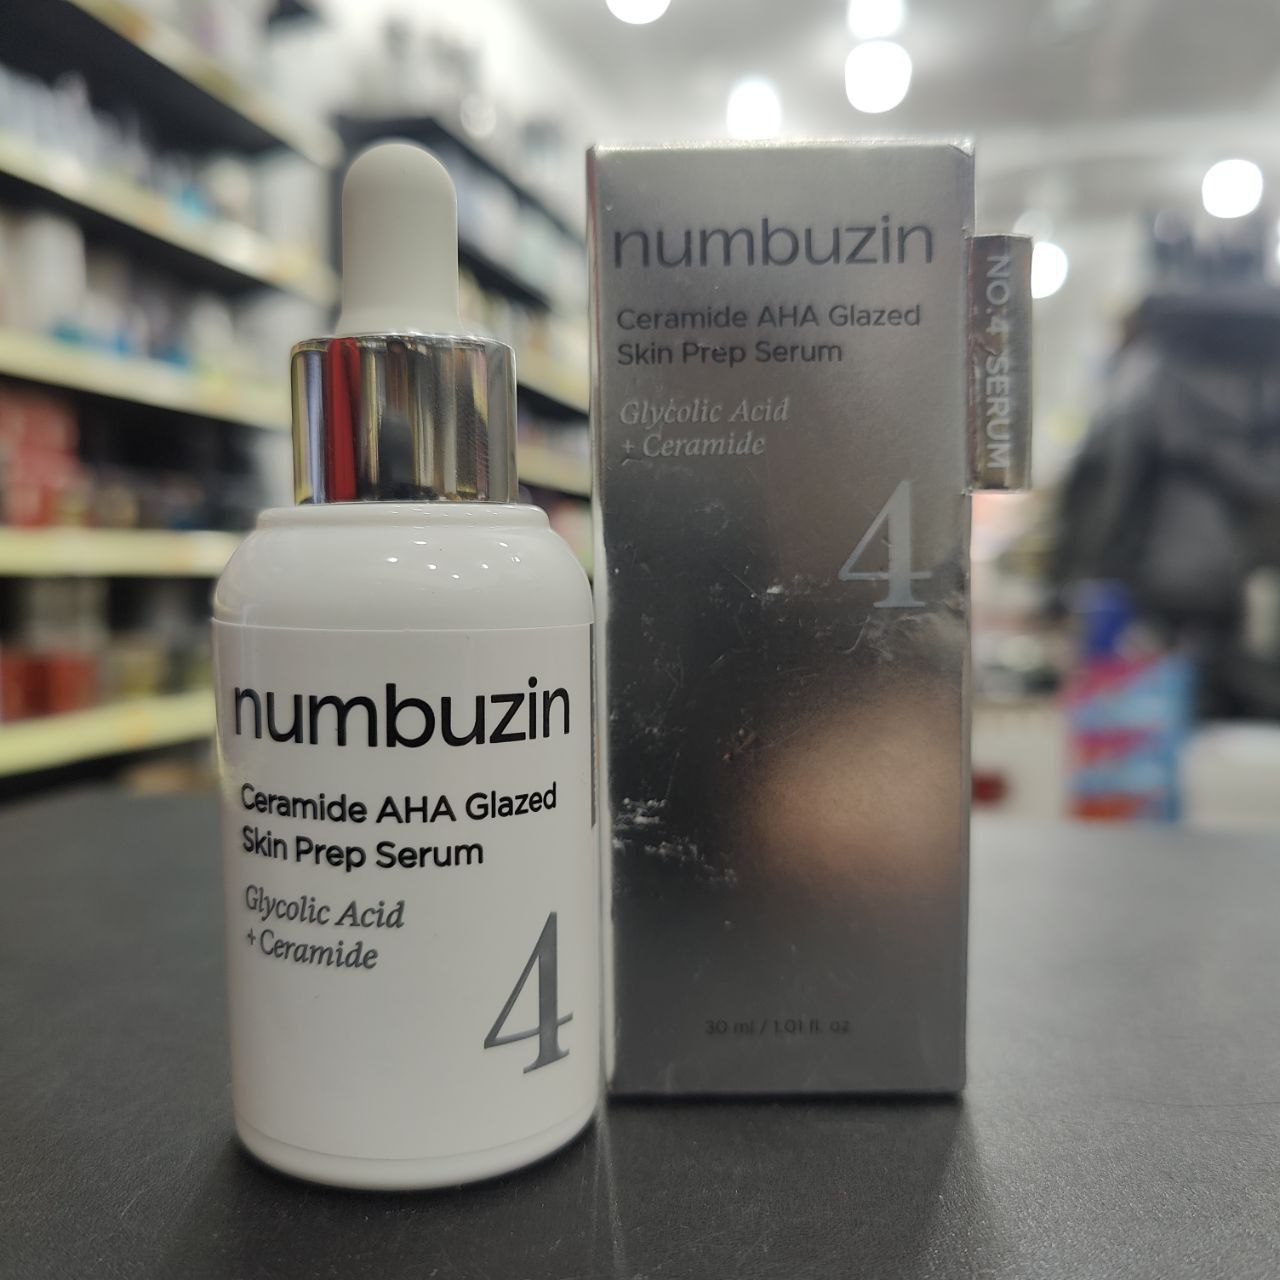 numbuzin
Ceramide AHA Glazed
Skin Prep Serum
Glycolic Acid
+ Ceramide
4
numbuzin
Ceramide AHA Glazed
Skin Prep Serum
Glycolic Acid
+ Ceramide
4
30 ml / 1.01 fl. oz
NO.4 SERUM